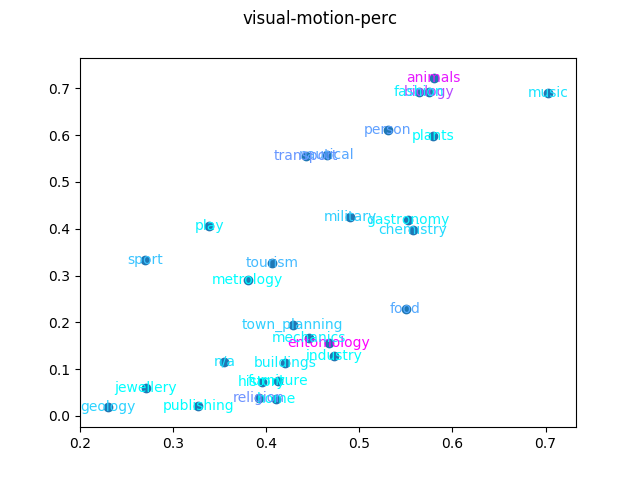 visual-motion-perc
animals
fashion
biology
music
person
plants
transport
nautical
military
gastronomy
play
chemistry
sport
tourism
metrology
food
town_planning
mechanics
entomology
industry
n/a
buildings
history
furniture
jewellery
religion
home
geology
publishing
0.7
0.6
0.5
0.4
0.3
0.2
0.1
0.0
0.2
0.3
0.4
0.5
0.6
0.7